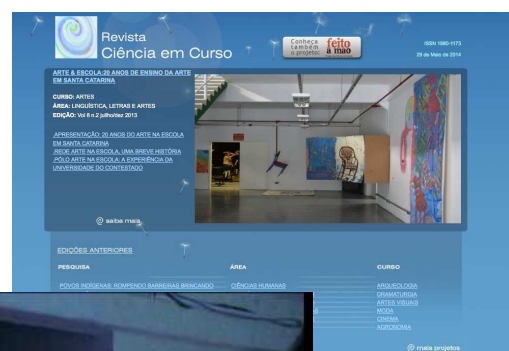 Revista
Ciência em Curso
Conheça
também
o projeto:
feito
a mão
ISSN 1980-1173
29 de Maio de 2014
ARTE & ESCOLA:20 ANOS DE ENSINO DA ARTE
EM SANTA CATARINA
CURSO: ARTES
ÁREA: LINGUÍSTICA, LETRAS E ARTES
EDIÇÃO: Vol 8 n.2 julho/dez 2013
.APRESENTAÇÃO: 20 ANOS DO ARTE NA ESCOLA
EM SANTA CATARINA
.REDE ARTE NA ESCOLA, UMA BREVE HISTÓRIA
.PÓLO ARTE NA ESCOLA: A EXPERIÊNCIA DA
UNIVERSIDADE DO CONTESTADO
@ saiba mais
EDIÇÕES ANTERIORES
PESQUISA ÁREA CURSO
POVOS INDÍGENAS: ROMPENDO BARREIRAS BRINCANDO CIÊNCIAS HUMANAS ARQUEOLOGIA
DRAMATURGIA
ARTES VISUAIS
MODA
CINEMA
AGRONOMIA
@ mais projetos